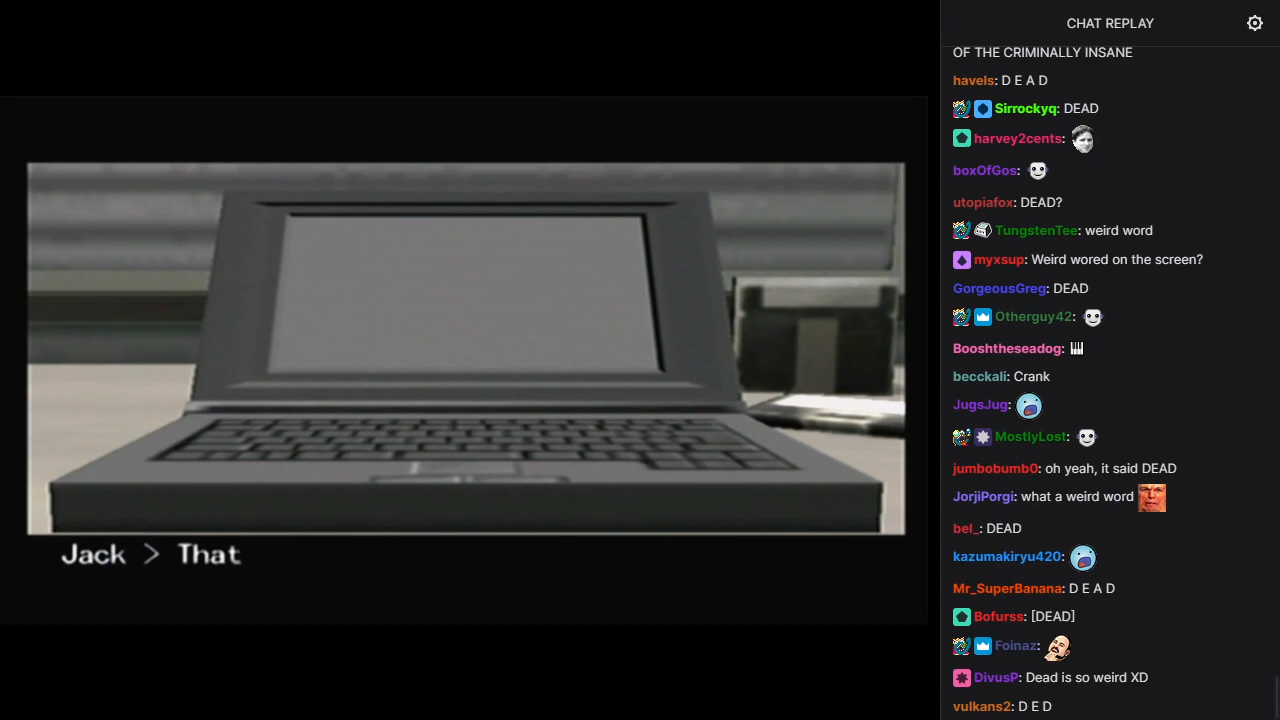 CHAT REPLAY
OF THE CRIMINALLY INSANE
havels: D E A D
Sirrockyq: DEAD
harvey2cents:
boxOfGos:
utopiafox: DEAD?
TungstenTee: weird word
myxsup: Weird wored on the screen?
GorgeousGreg: DEAD
Otherguy42:
Booshtheseadog:
becckali: Crank
JugsJug:
MostlyLost:
jumbobumb0: oh yeah, it said DEAD
JorjiPorgi: what a weird word
bel_: DEAD
kazumakiryu420:
Mr_SuperBanana: D E A D
Bofurss: [DEAD]
Foinaz:
DivusP: Dead is so weird XD
vulkans2: D E D
Jack > That